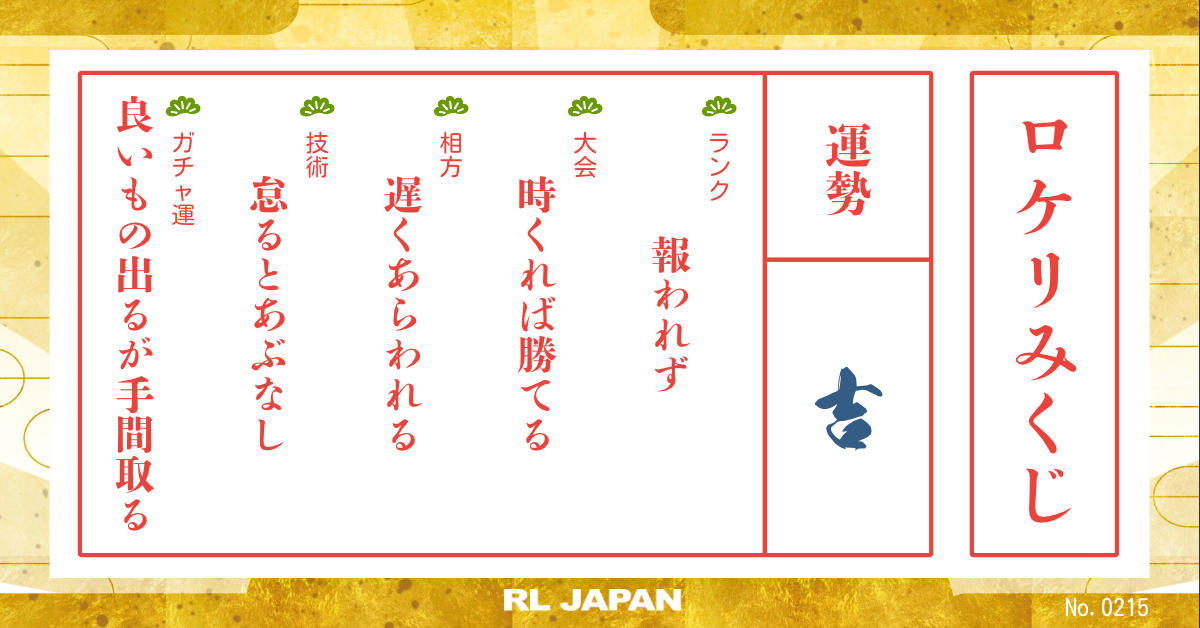 ロケリみくじ
運勢
吉
ランク
報われず
大会
時くれば勝てる
相方
遅くあらわれる
技術
怠るとあぶなし
ガチャ運
良いもの出るが手間取る
RL JAPAN
No. 0215